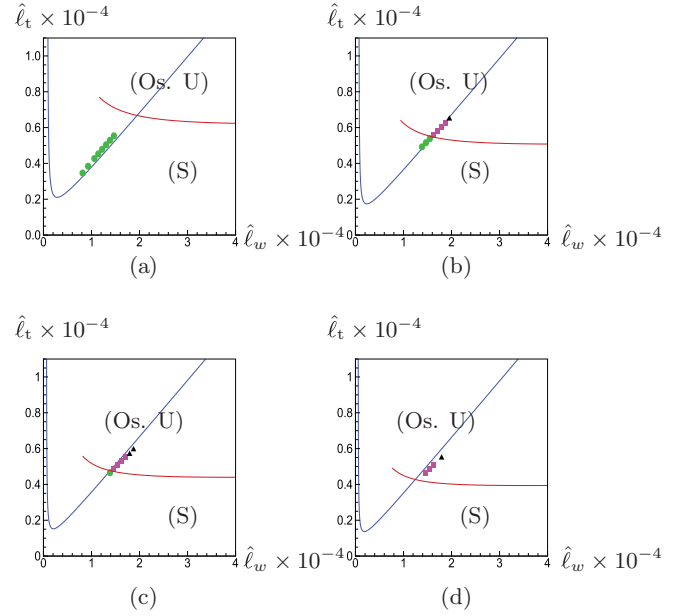 ℓ̂ₜ × 10⁻⁴ ℓ̂ₜ × 10⁻⁴
1.0 1.0
(Os. U) (Os. U)
0.8 0.8
0.6 0.6
0.4 0.4
(S) (S)
0.2 0.2
0.0 0.0
0 1 2 3 4 ℓ̂_w × 10⁻⁴ 0 1 2 3 4 ℓ̂_w × 10⁻⁴
(a) (b)
ℓ̂ₜ × 10⁻⁴ ℓ̂ₜ × 10⁻⁴
1 1
0.8 0.8
(Os. U) (Os. U)
0.6 0.6
0.4 0.4
(S) (S)
0.2 0.2
0 0
0 1 2 3 4 ℓ̂_w × 10⁻⁴ 0 1 2 3 4 ℓ̂_w × 10⁻⁴
(c) (d)